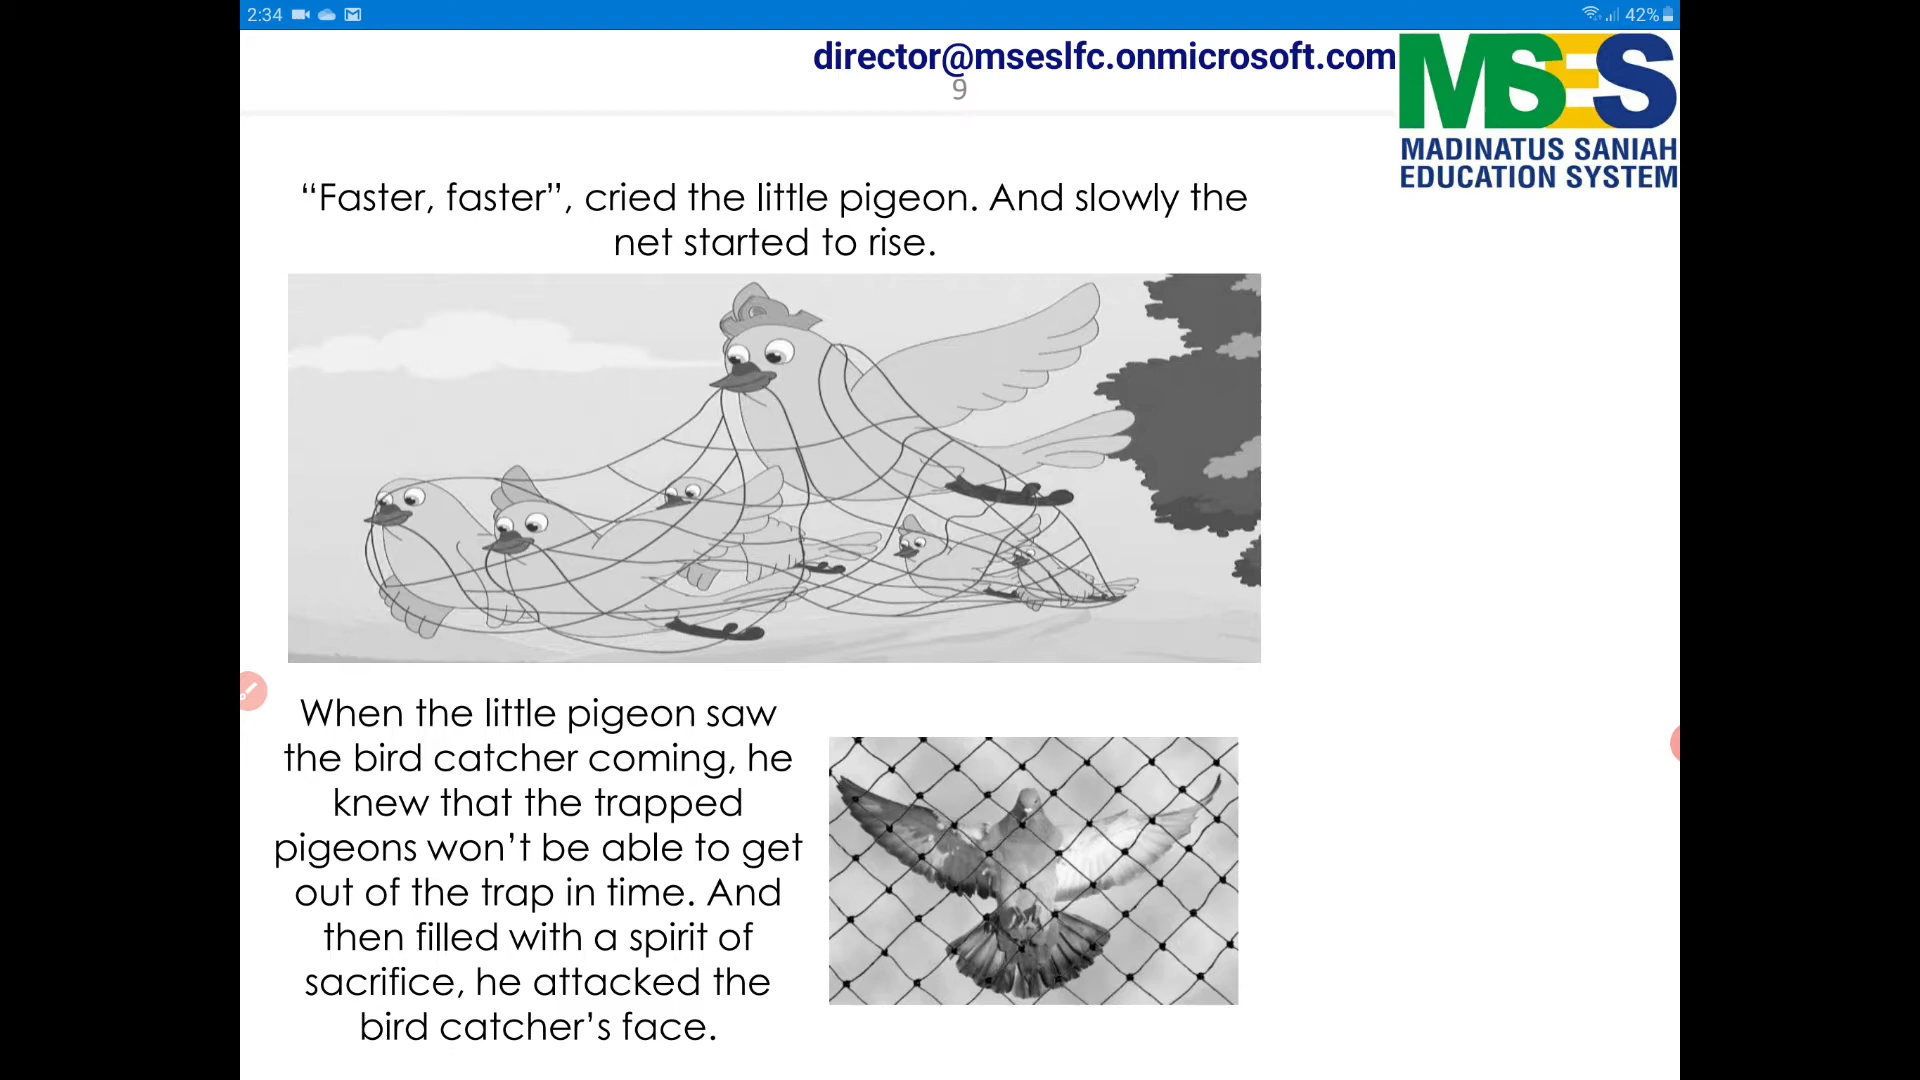 2:34
42%
director@mseslfc.onmicrosoft.com
9
MSES
MADINATUS SANIAH
EDUCATION SYSTEM
“Faster, faster”, cried the little pigeon. And slowly the
net started to rise.
When the little pigeon saw
the bird catcher coming, he
knew that the trapped
pigeons won’t be able to get
out of the trap in time. And
then filled with a spirit of
sacrifice, he attacked the
bird catcher’s face.